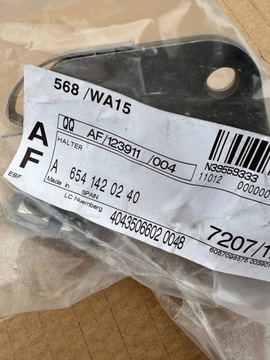 568 /WA15
QQ AF/123911 /004
HALTER
A 654 142 02 40
Made in SPAIN
LC Nuernberg
4043506602 0048
AF
EBF
N39559333
11012 000000
7207/1